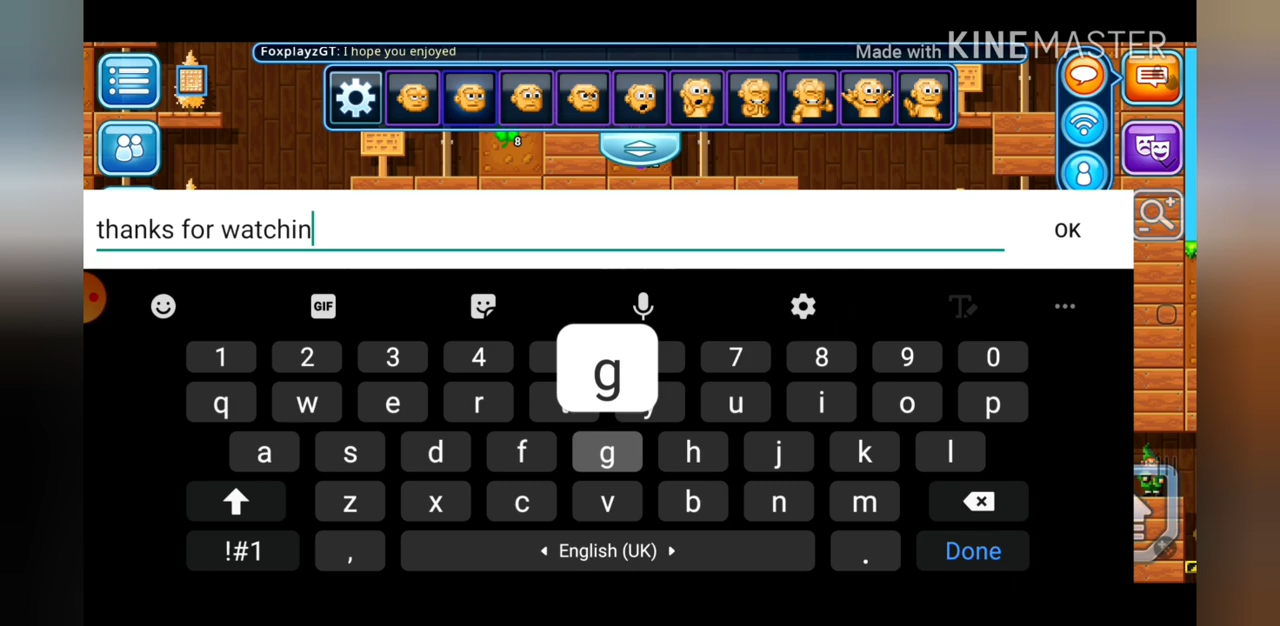 FoxplayzGT: I hope you enjoyed
Made with KINEMASTER
8
thanks for watchin
OK
GIF
1 2 3 4 7 8 9 0
g
q w e r y u i o p
a s d f g h j k l
z x c v b n m
!#1 , English (UK) . Done